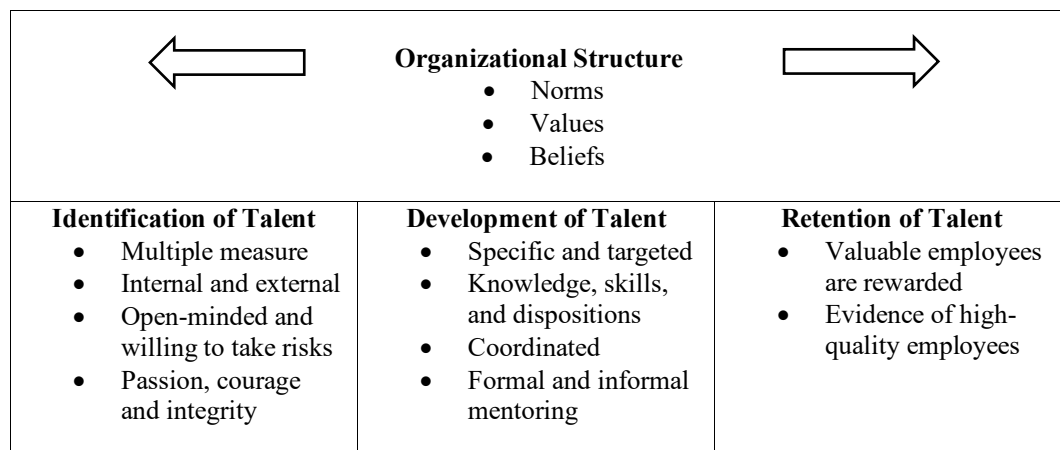 Organizational Structure
• Norms
• Values
• Beliefs
Identification of Talent
• Multiple measure
• Internal and external
• Open-minded and
willing to take risks
• Passion, courage
and integrity
Development of Talent
• Specific and targeted
• Knowledge, skills,
and dispositions
• Coordinated
• Formal and informal
mentoring
Retention of Talent
• Valuable employees
are rewarded
• Evidence of high-
quality employees